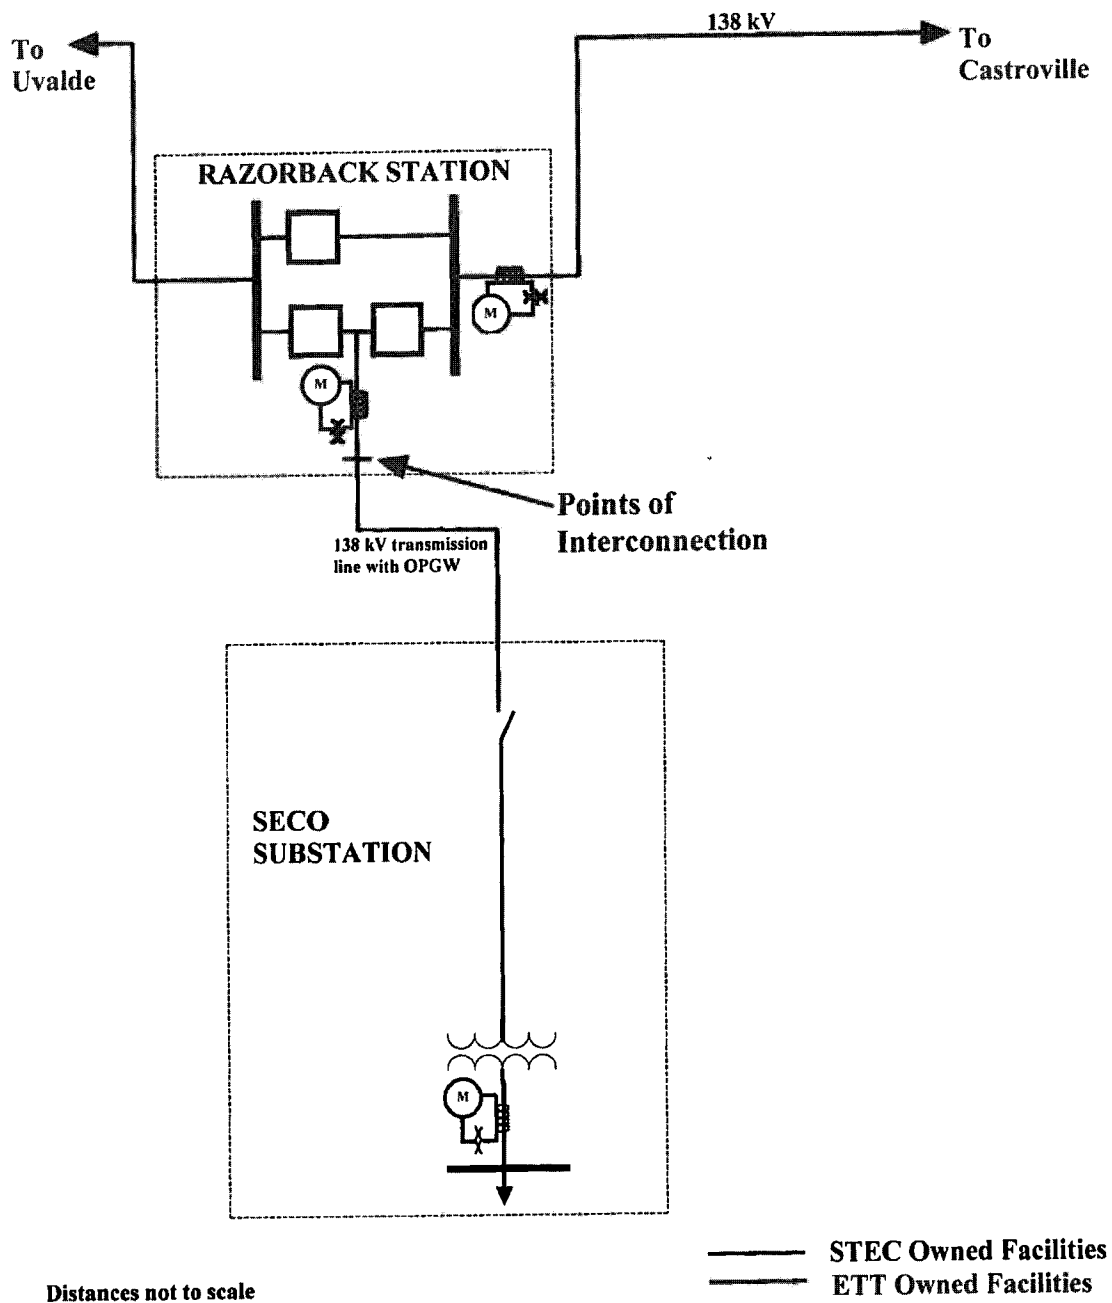 138 kV
To
Uvalde
To
Castroville
RAZORBACK STATION
M
M
Points of
Interconnection
138 kV transmission
line with OPGW
SECO
SUBSTATION
M
STEC Owned Facilities
ETT Owned Facilities
Distances not to scale